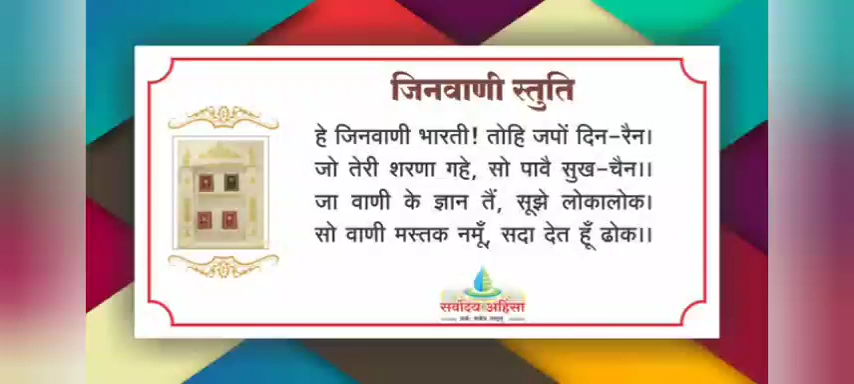 जिनवाणी स्तुति
हे जिनवाणी भारती! तोहि जपों दिन-रैन।
जो तेरी शरणा गहे, सो पावै सुख-चैन।।
जा वाणी के ज्ञान तैं, सूझे लोकालोक।
सो वाणी मस्तक नमूँ, सदा देत हूँ ढोक।।
सर्वोदय अहिंसा